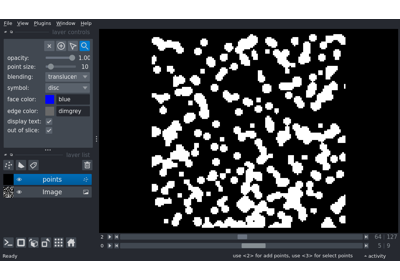 File View Plugins Window Help
layer controls
opacity: 1.00
point size: 10
blending: translucen
symbol: disc
face color: blue
edge color: dimgrey
display text:
out of slice:
layer list
points
Image
2 64 127
0 5 9
Ready use <2> for add points, use <3> for select points activity